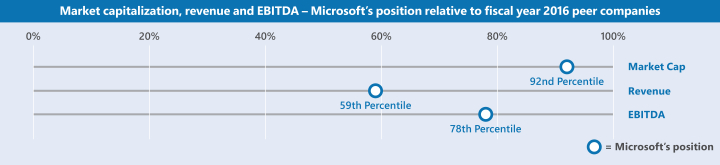 Market capitalization, revenue and EBITDA – Microsoft's position relative to fiscal year 2016 peer companies
0% 20% 40% 60% 80% 100%
Market Cap
92nd Percentile
Revenue
59th Percentile
EBITDA
78th Percentile
= Microsoft's position